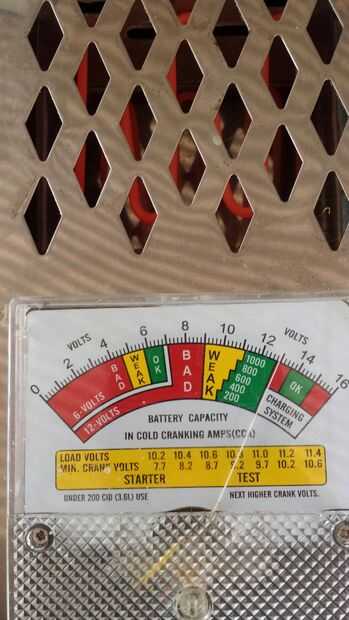 VOLTS VOLTS
0 2 4 6 8 10 12 14 16
6-VOLTS BAD WEAK OK
12-VOLTS BAD WEAK 1000 800 600 400 200 OK
CHARGING SYSTEM
BATTERY CAPACITY
IN COLD CRANKING AMPS(CCA)
LOAD VOLTS 10.2 10.4 10.6 10.8 11.0 11.2 11.4
MIN. CRANK VOLTS 7.7 8.2 8.7 9.2 9.7 10.2 10.6
STARTER TEST
UNDER 200 CID (3.6L) USE NEXT HIGHER CRANK VOLTS.